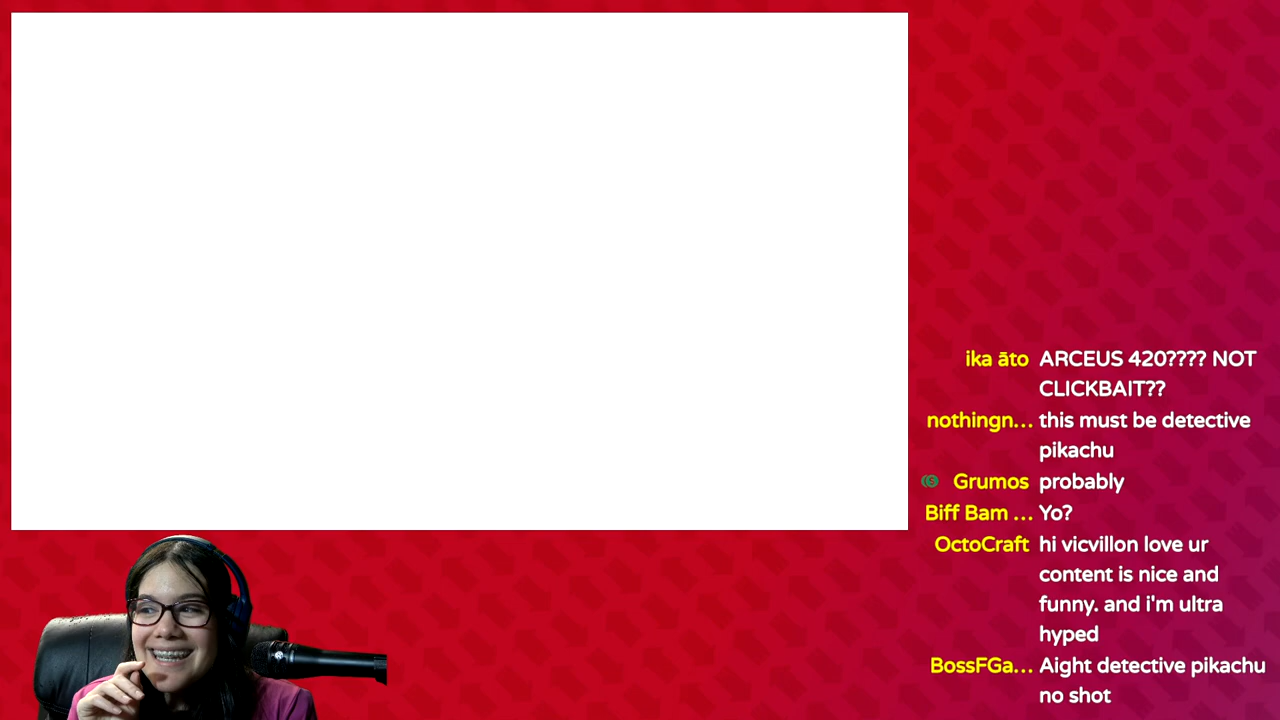 ika āto ARCEUS 420???? NOT
CLICKBAIT??
nothingn... this must be detective
pikachu
Grumos probably
Biff Bam ... Yo?
OctoCraft hi vicvillon love ur
content is nice and
funny. and i'm ultra
hyped
BossFGa... Aight detective pikachu
no shot